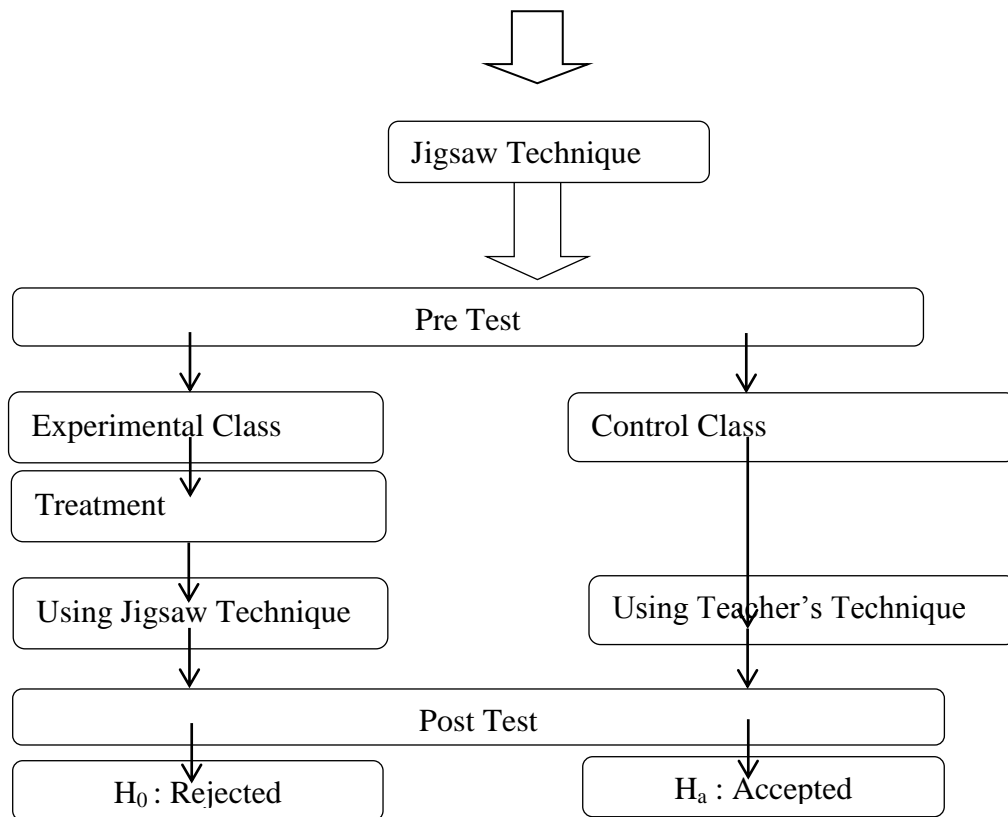 Jigsaw Technique
Pre Test
Experimental Class
Control Class
Treatment
Using Jigsaw Technique
Using Teacher’s Technique
Post Test
H₀ : Rejected
Hₐ : Accepted